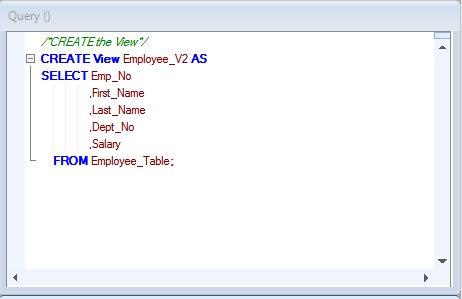 Query ()
/*CREATE the View*/
CREATE View Employee_V2 AS
SELECT Emp_No
,First_Name
,Last_Name
,Dept_No
,Salary
FROM Employee_Table;